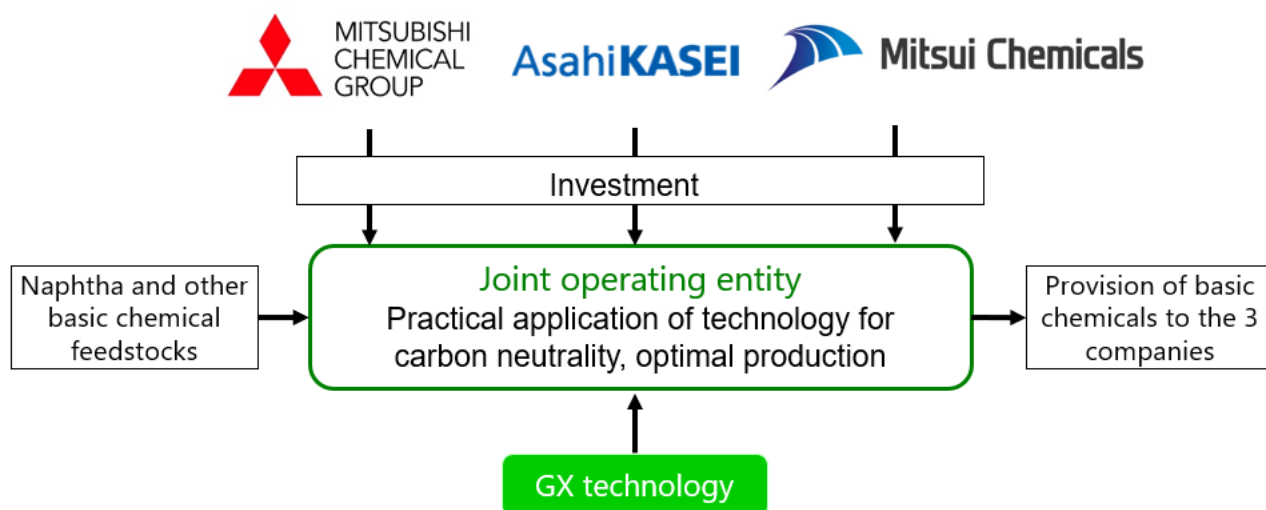 MITSUBISHI
CHEMICAL
GROUP
AsahiKASEI
Mitsui Chemicals
Investment
Naphtha and other
basic chemical
feedstocks
Joint operating entity
Practical application of technology for
carbon neutrality, optimal production
Provision of basic
chemicals to the 3
companies
GX technology